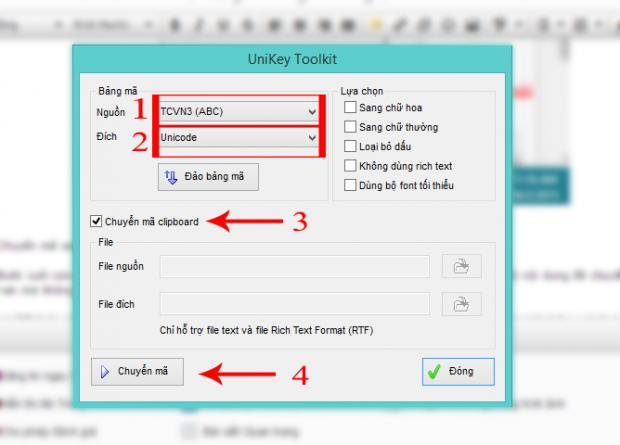 UniKey Toolkit
Bảng mã
Nguồn 1 TCVN3 (ABC)
Đích 2 Unicode
Đảo bảng mã
Lựa chọn
Sang chữ hoa
Sang chữ thường
Loại bỏ dấu
Không dùng rich text
Dùng bộ font tối thiểu
Chuyển mã clipboard 3
File
File nguồn
File đích
Chỉ hỗ trợ file text và file Rich Text Format (RTF)
Chuyển mã 4
Đóng